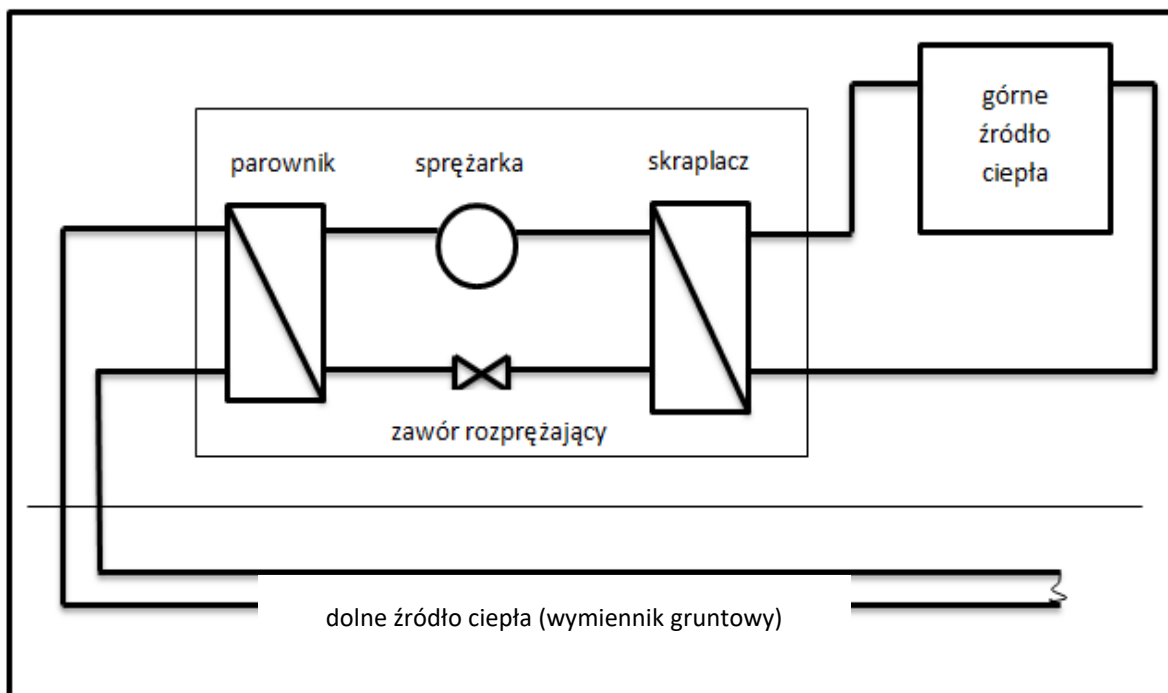 górne
źródło
ciepła
parownik
sprężarka
skraplacz
zawór rozprężający
dolne źródło ciepła (wymiennik gruntowy)